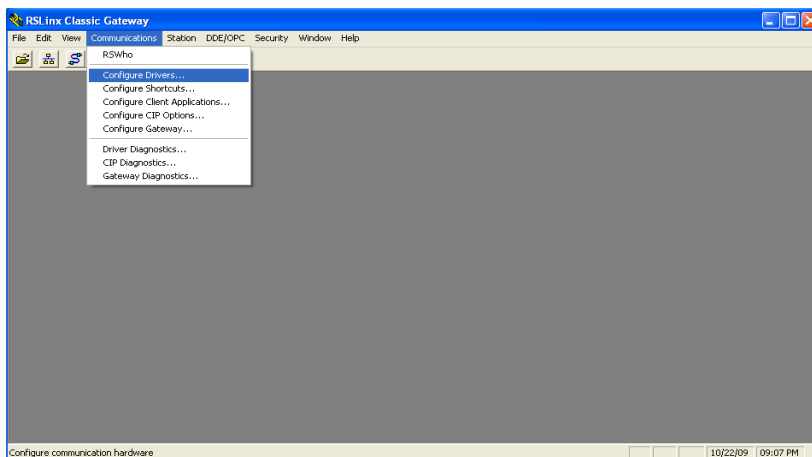 RSLinx Classic Gateway
File Edit View Communications Station DDE/OPC Security Window Help
RSWho
Configure Drivers...
Configure Shortcuts...
Configure Client Applications...
Configure CIP Options...
Configure Gateway...
Driver Diagnostics...
CIP Diagnostics...
Gateway Diagnostics...
Configure communication hardware
10/22/09 09:07 PM